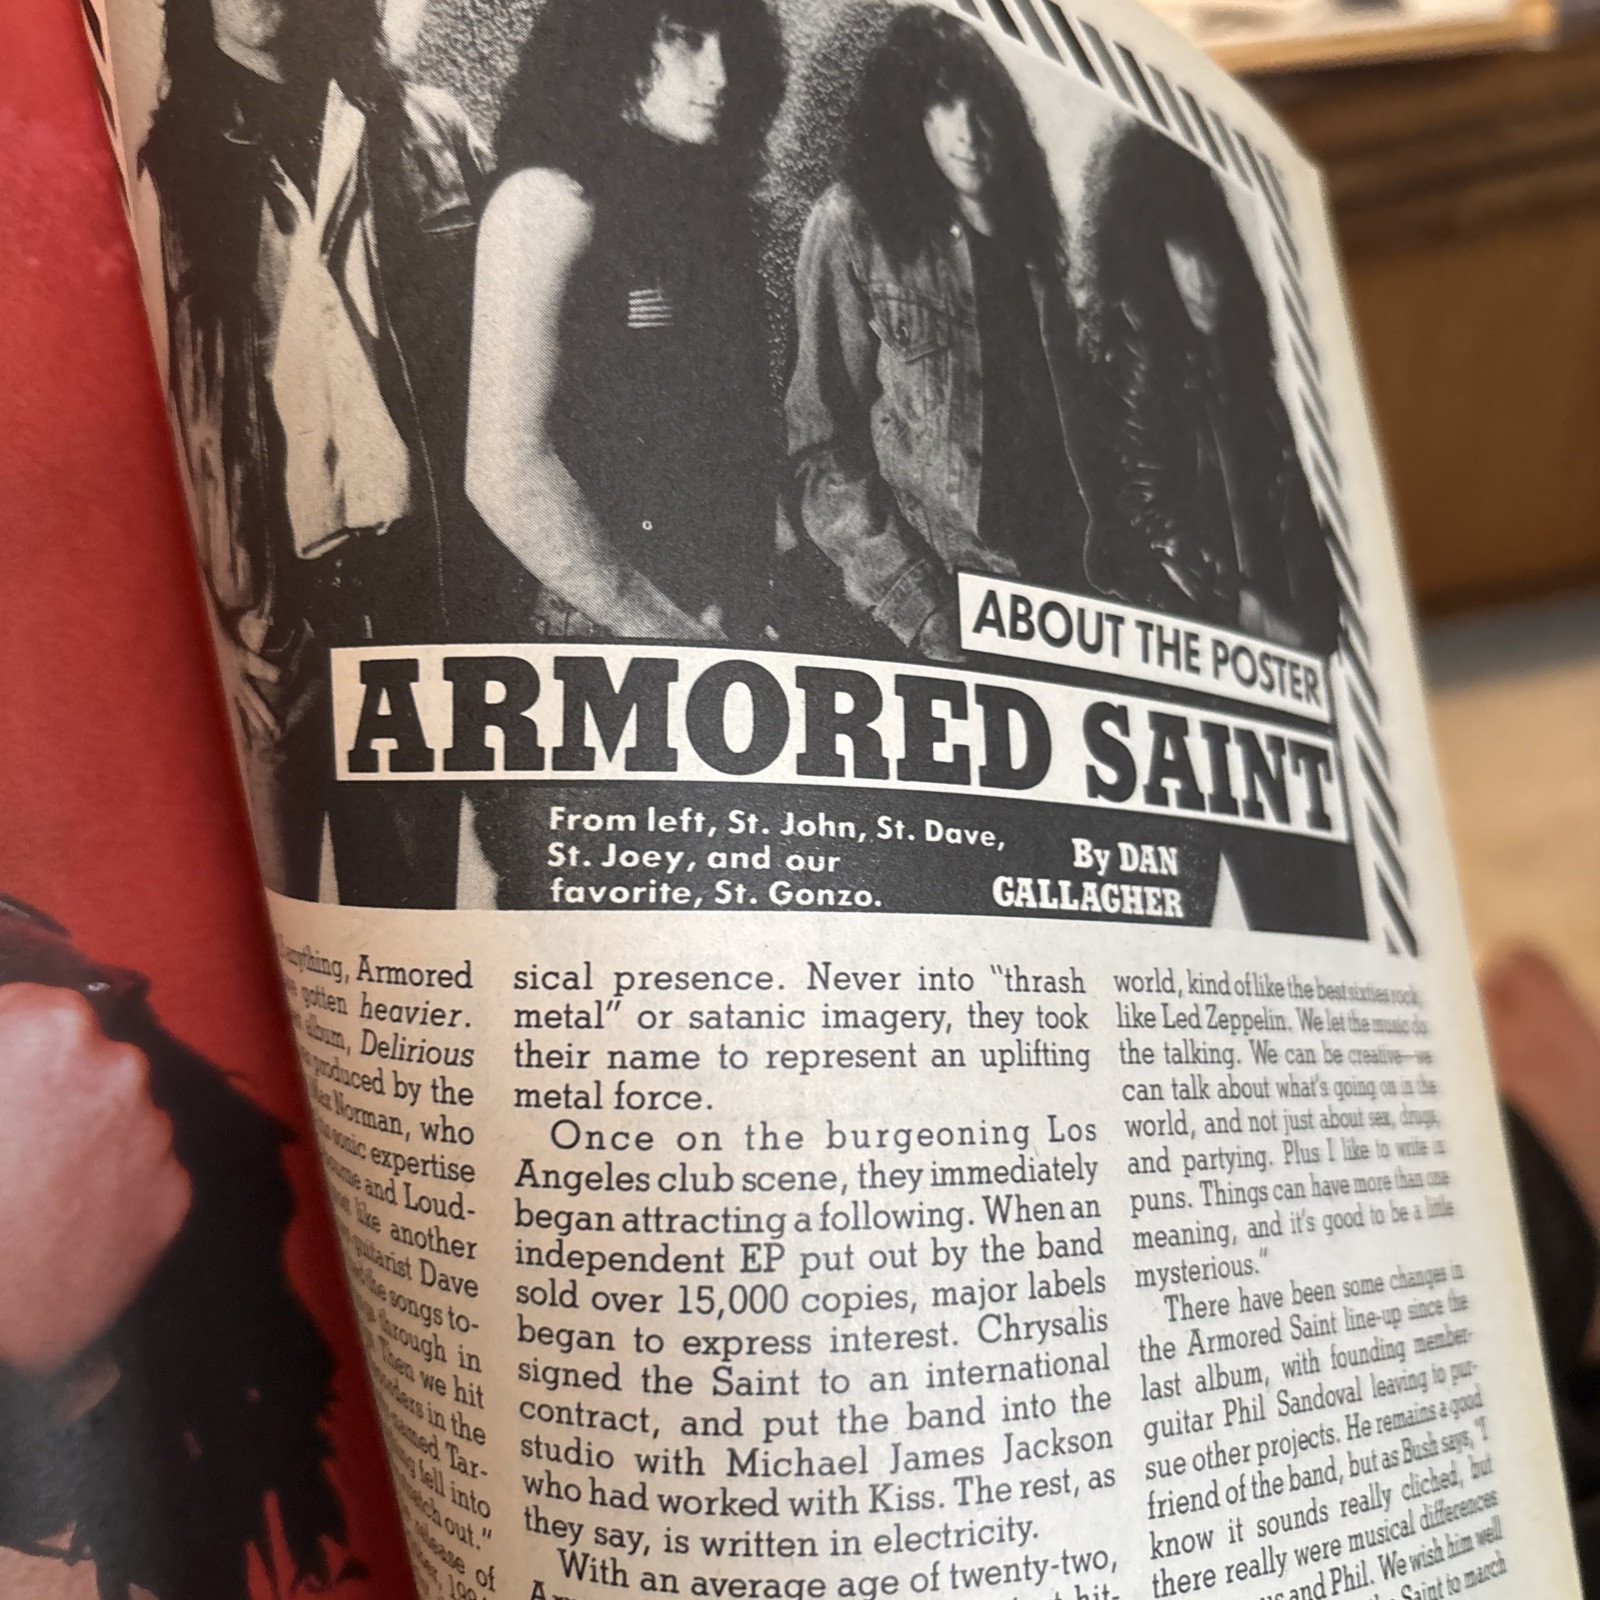 ABOUT THE POSTER
ARMORED SAINT
From left, St. John, St. Dave,
St. Joey, and our
favorite, St. Gonzo.
By DAN
GALLAGHER
Armored
gotten heavier.
album, Delirious
produced by the
Norman, who
sonic expertise
and Loud-
like another
guitarist Dave
the songs to-
through in
Then we hit
in the
named Tar-
fell into
out."
release of
sical presence. Never into "thrash
metal" or satanic imagery, they took
their name to represent an uplifting
metal force.
Once on the burgeoning Los
Angeles club scene, they immediately
began attracting a following. When an
independent EP put out by the band
sold over 15,000 copies, major labels
began to express interest. Chrysalis
signed the Saint to an international
contract, and put the band into the
studio with Michael James Jackson
who had worked with Kiss. The rest, as
they say, is written in electricity.
With an average age of twenty-two,
hit-
world, kind of like the best sixties rock,
like Led Zeppelin. We let the music do
the talking. We can be creative—we
can talk about what's going on in the
world, and not just about sex, drugs,
and partying. Plus I like to write in
puns. Things can have more than one
meaning, and it's good to be a little
mysterious."
There have been some changes in
the Armored Saint line-up since the
last album, with founding member-
guitar Phil Sandoval leaving to pur-
sue other projects. He remains a good
friend of the band, but as Bush says, "I
know it sounds really cliched, but
there really were musical differences
and Phil. We wish him well
Saint to march